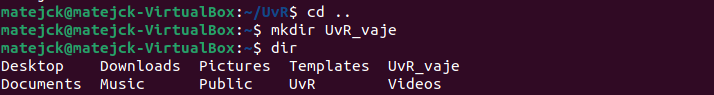 matejck@matejck-VirtualBox:~/UvR$ cd ..
matejck@matejck-VirtualBox:~$ mkdir UvR_vaje
matejck@matejck-VirtualBox:~$ dir
Desktop    Downloads  Pictures  Templates  UvR_vaje
Documents  Music      Public    UvR        Videos